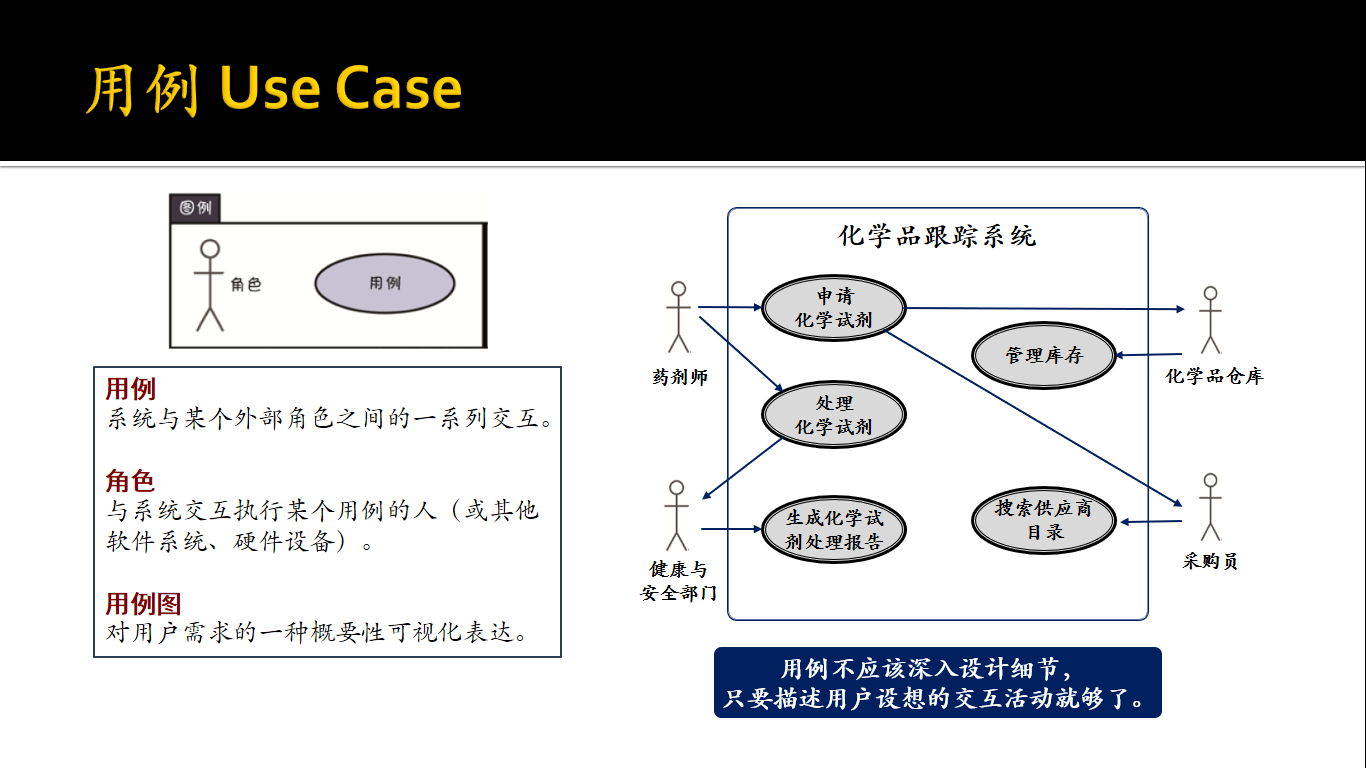 用例 Use Case
图例
角色
用例
用例
系统与某个外部角色之间的一系列交互。
角色
与系统交互执行某个用例的人（或其他
软件系统、硬件设备）。
用例图
对用户需求的一种概要性可视化表达。
化学品跟踪系统
申请
化学试剂
管理库存
药剂师
化学品仓库
处理
化学试剂
生成化学试
剂处理报告
搜索供应商
目录
健康与
安全部门
采购员
用例不应该深入设计细节，
只要描述用户设想的交互活动就够了。